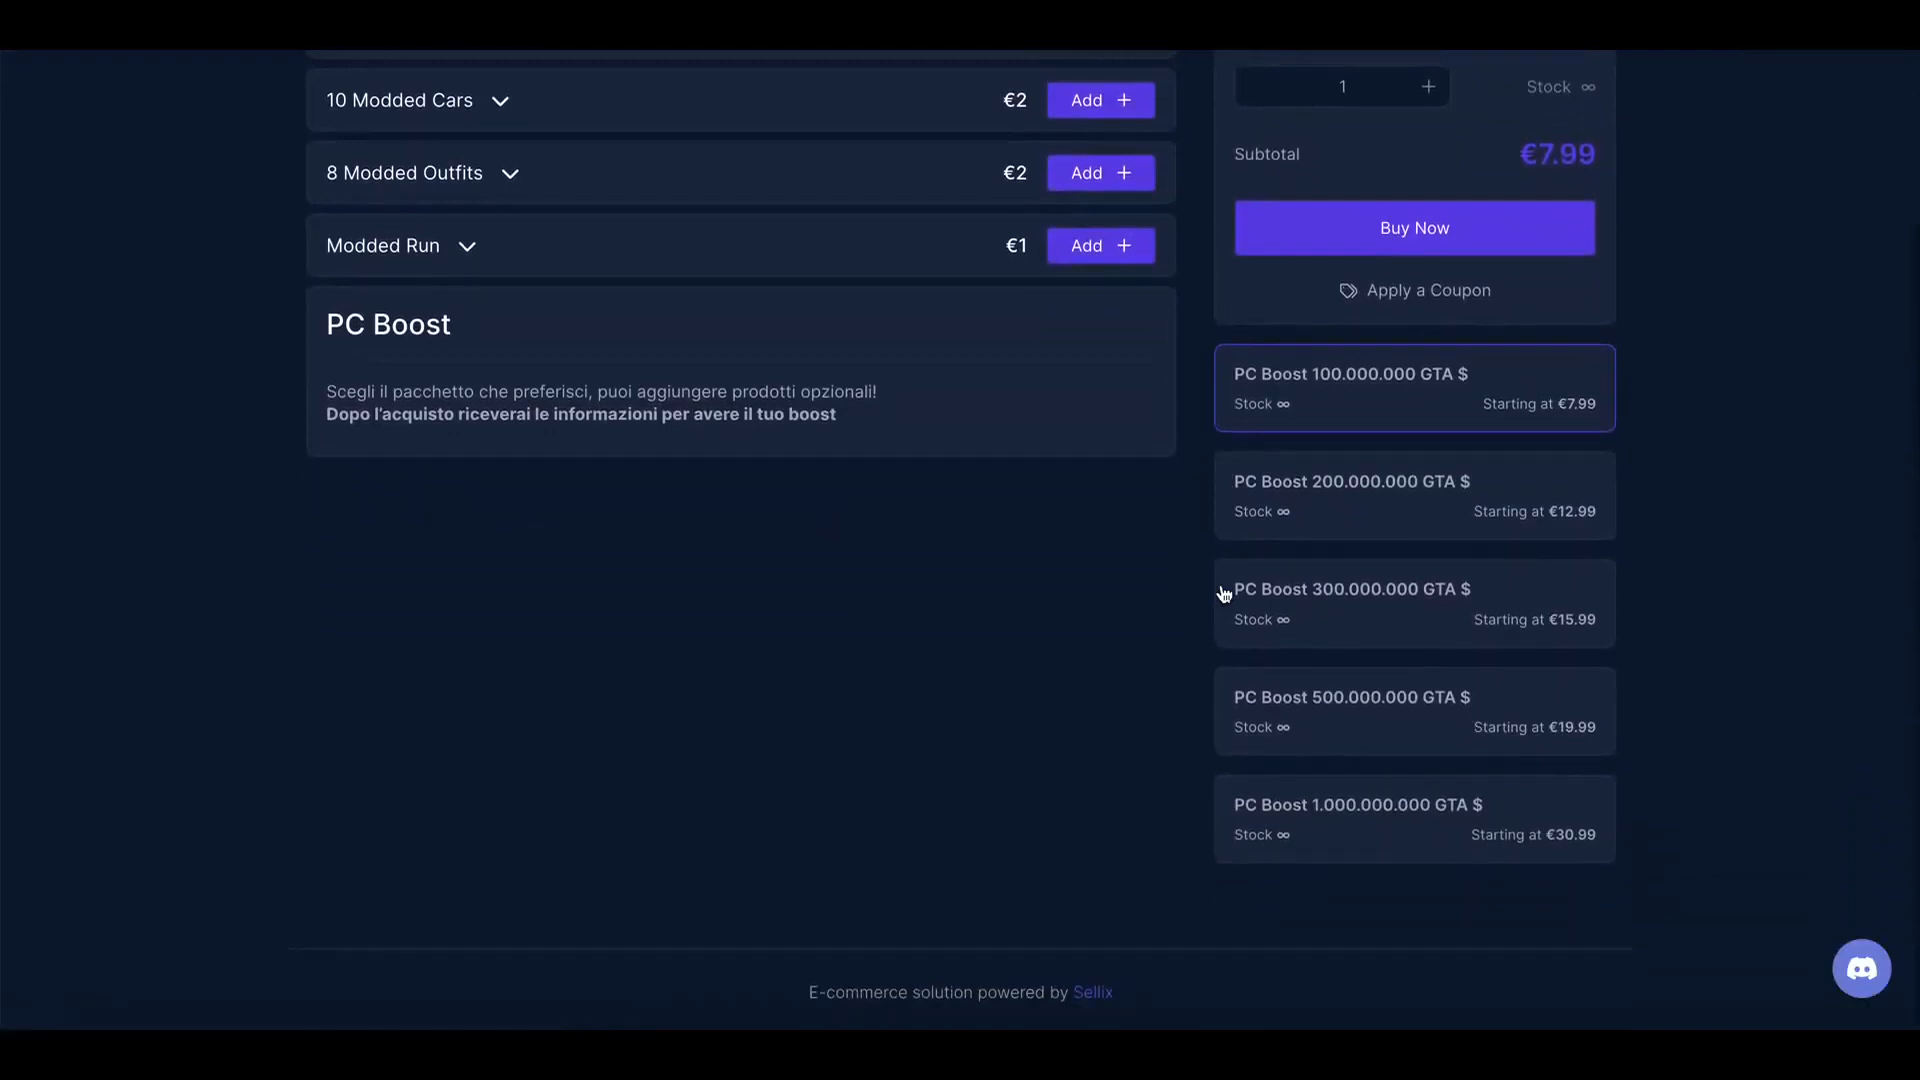 10 Modded Cars
€2
Add +
8 Modded Outfits
€2
Add +
Modded Run
€1
Add +
PC Boost
Scegli il pacchetto che preferisci, puoi aggiungere prodotti opzionali!
Dopo l'acquisto riceverai le informazioni per avere il tuo boost
1 +
Stock ∞
Subtotal
€7.99
Buy Now
Apply a Coupon
PC Boost 100.000.000 GTA $
Stock ∞ Starting at €7.99
PC Boost 200.000.000 GTA $
Stock ∞ Starting at €12.99
PC Boost 300.000.000 GTA $
Stock ∞ Starting at €15.99
PC Boost 500.000.000 GTA $
Stock ∞ Starting at €19.99
PC Boost 1.000.000.000 GTA $
Stock ∞ Starting at €30.99
E-commerce solution powered by Sellix